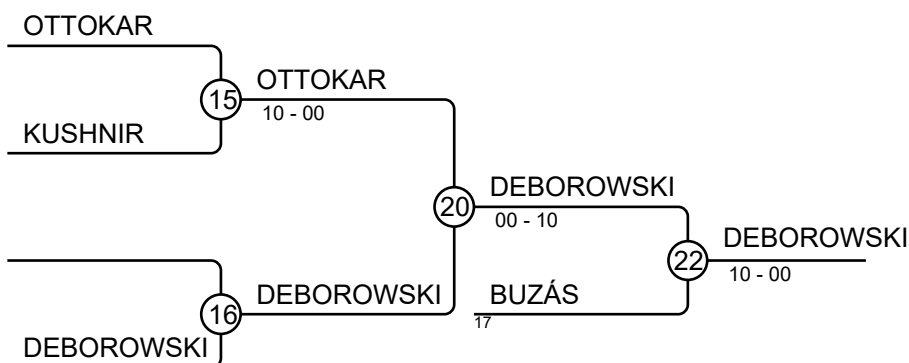 OTTOKAR
15
OTTOKAR
10 - 00
KUSHNIR
20
DEBOROWSKI
00 - 10
22
DEBOROWSKI
10 - 00
16
DEBOROWSKI
BUZÁS
17
DEBOROWSKI